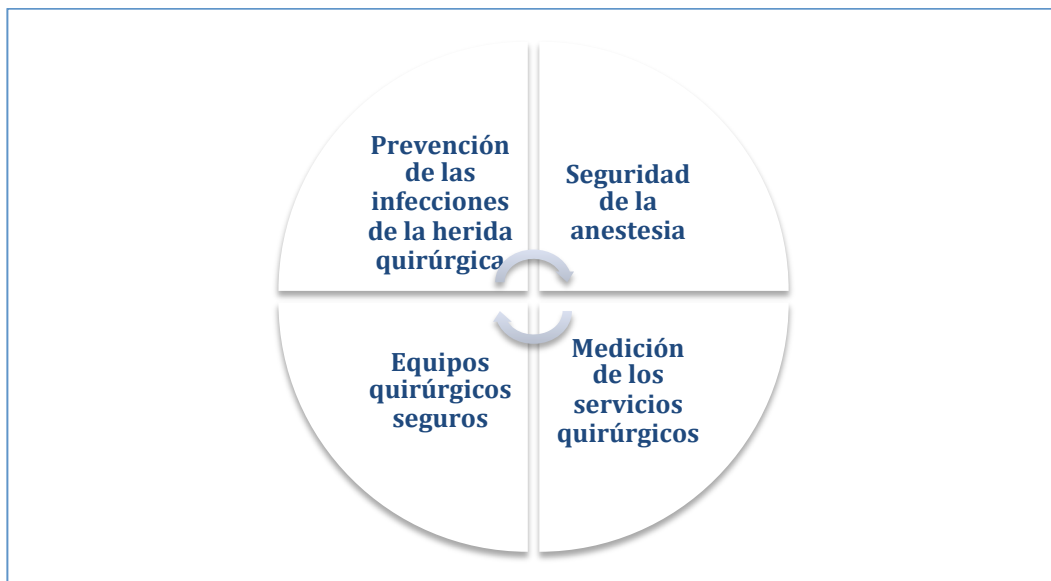 Prevención
de las
infecciones
de la herida
quirúrgica
Seguridad
de la
anestesia
Equipos
quirúrgicos
seguros
Medición
de los
servicios
quirúrgicos